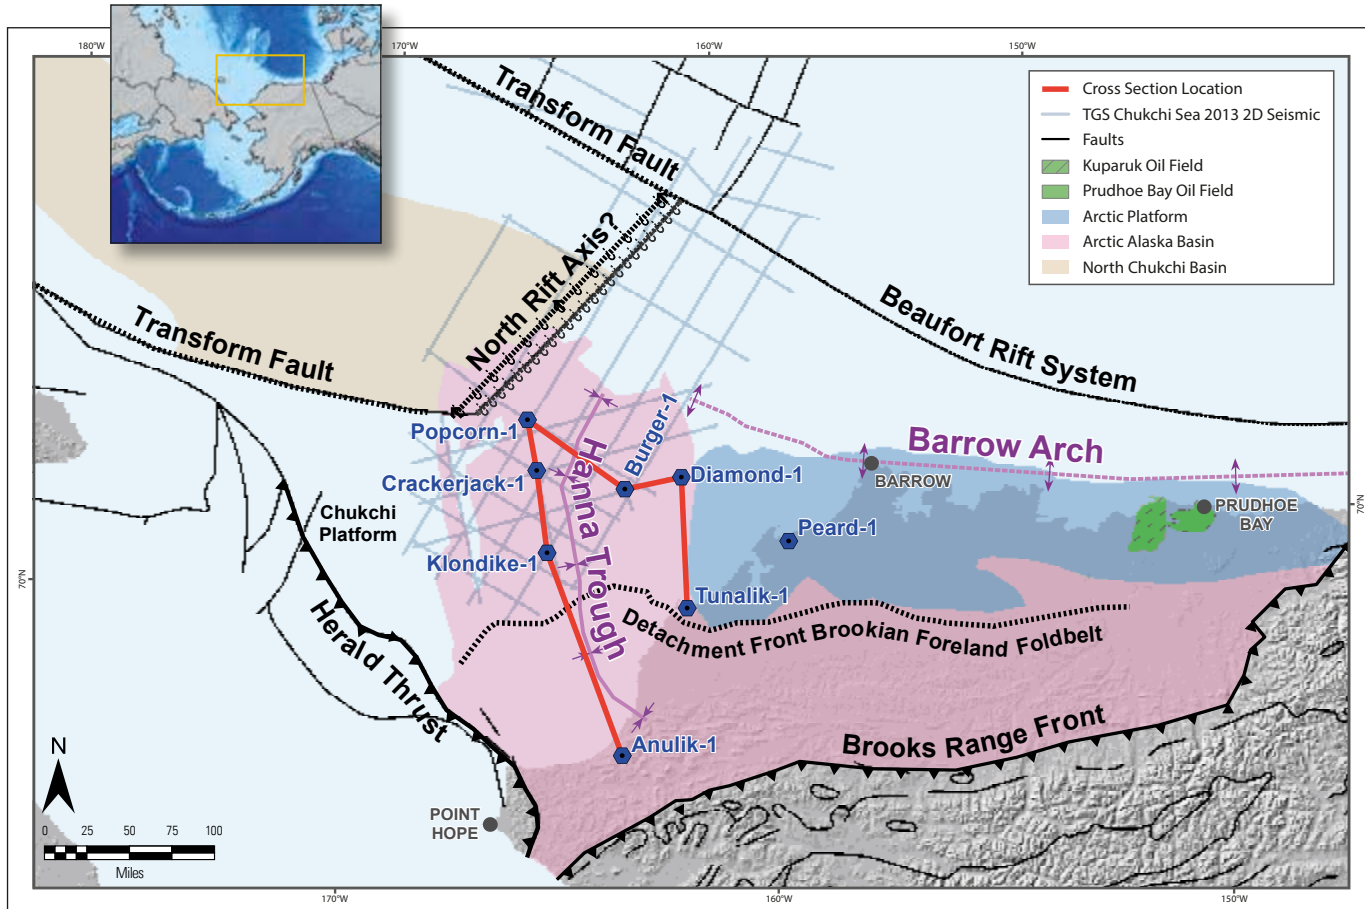 180°W
170°W
160°W
150°W
Cross Section Location
TGS Chukchi Sea 2013 2D Seismic
Faults
Kuparuk Oil Field
Prudhoe Bay Oil Field
Arctic Platform
Arctic Alaska Basin
North Chukchi Basin
Transform Fault
North Rift Axis?
Transform Fault
Beaufort Rift System
Barrow Arch
Popcorn-1
Burger-1
Crackerjack-1
Diamond-1
BARROW
PRUDHOE
BAY
70°N
Hanna Trough
Chukchi
Platform
Peard-1
Klondike-1
70°N
Tunalik-1
Detachment Front Brookian Foreland Foldbelt
Herald Thrust
Brooks Range Front
Anulik-1
N
POINT
HOPE
0 25 50 75 100
Miles
170°W
160°W
150°W